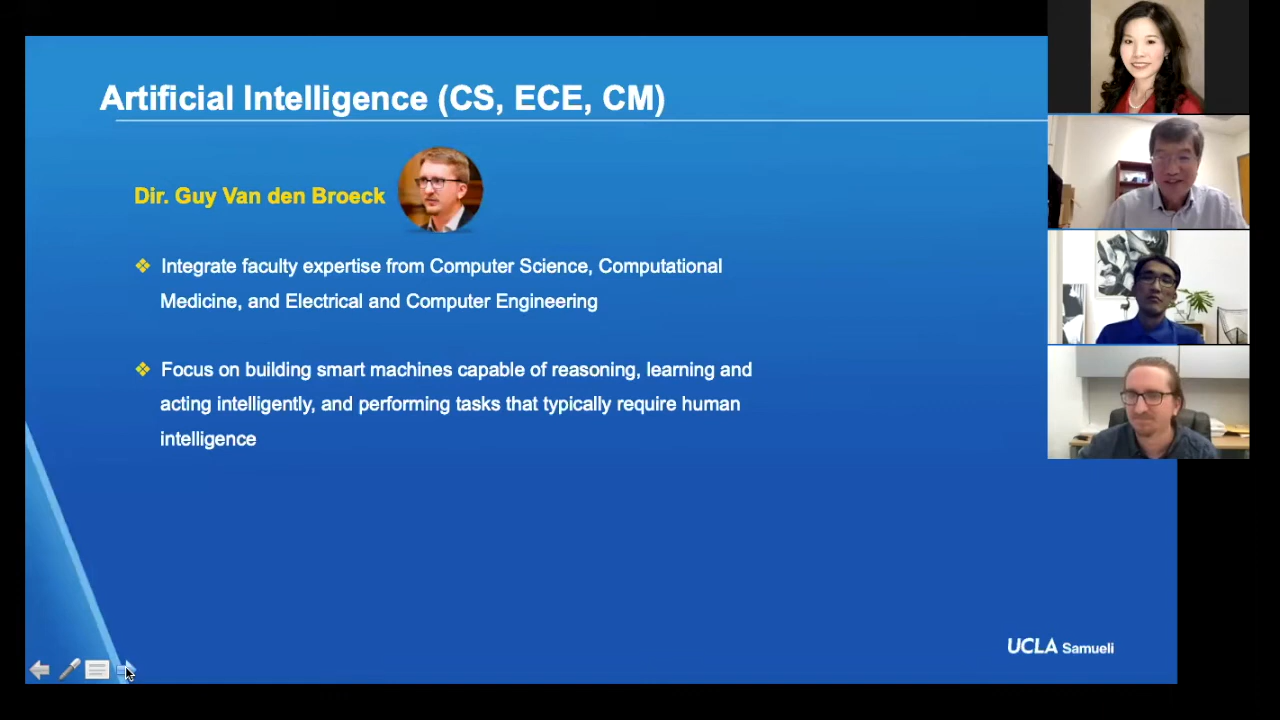 Artificial Intelligence (CS, ECE, CM)
Dir. Guy Van den Broeck
Integrate faculty expertise from Computer Science, Computational
Medicine, and Electrical and Computer Engineering
Focus on building smart machines capable of reasoning, learning and
acting intelligently, and performing tasks that typically require human
intelligence
UCLA Samueli